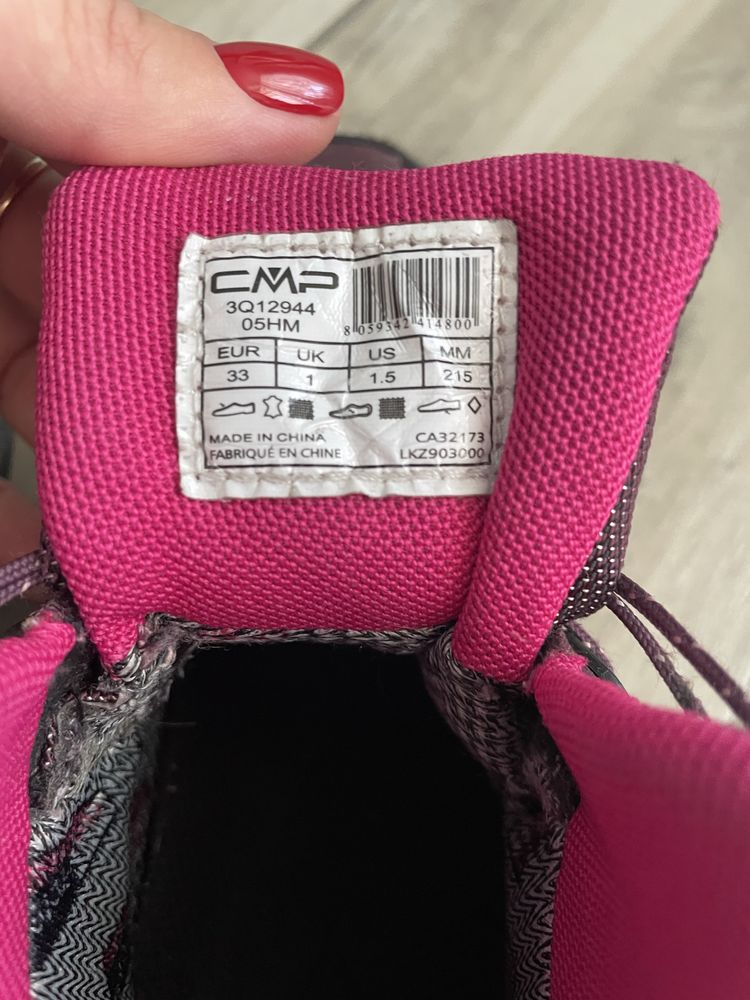 CMP
3Q12944
05HM
8 059342 414800
EUR UK US MM
33 1 1.5 215
MADE IN CHINA CA32173
FABRIQUÉ EN CHINE LKZ903000